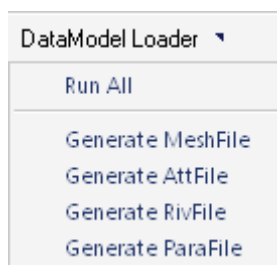 DataModel Loader
Run All
Generate MeshFile
Generate AttFile
Generate RivFile
Generate ParaFile